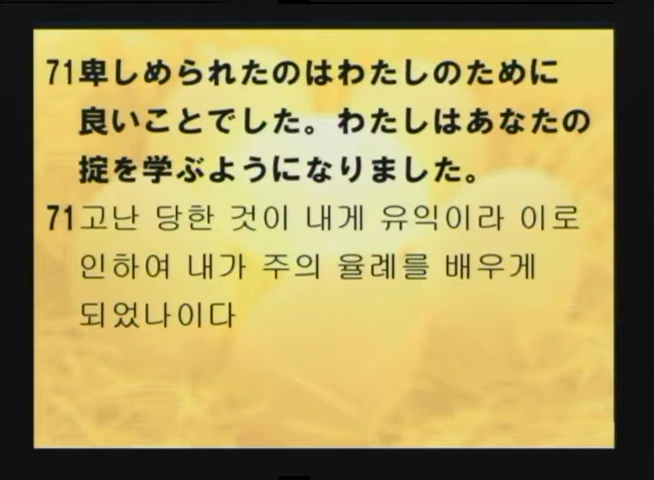 71卑しめられたのはわたしのために
良いことでした。わたしはあなたの
掟を学ぶようになりました。
71고난 당한 것이 내게 유익이라 이로
인하여 내가 주의 율례를 배우게
되었나이다